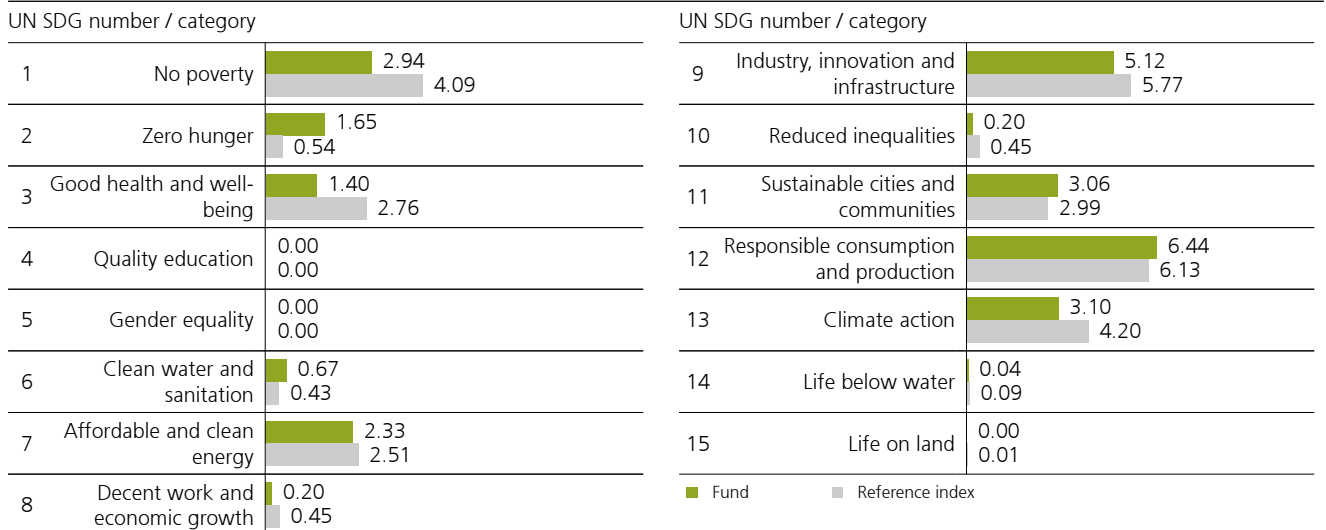 UN SDG number / category
1
No poverty
2.94
4.09
2
Zero hunger
1.65
0.54
3
Good health and well-
being
1.40
2.76
4
Quality education
0.00
0.00
5
Gender equality
0.00
0.00
6
Clean water and
sanitation
0.67
0.43
7
Affordable and clean
energy
2.33
2.51
8
Decent work and
economic growth
0.20
0.45
UN SDG number / category
9
Industry, innovation and
infrastructure
5.12
5.77
10
Reduced inequalities
0.20
0.45
11
Sustainable cities and
communities
3.06
2.99
12
Responsible consumption
and production
6.44
6.13
13
Climate action
3.10
4.20
14
Life below water
0.04
0.09
15
Life on land
0.00
0.01
Fund
Reference index